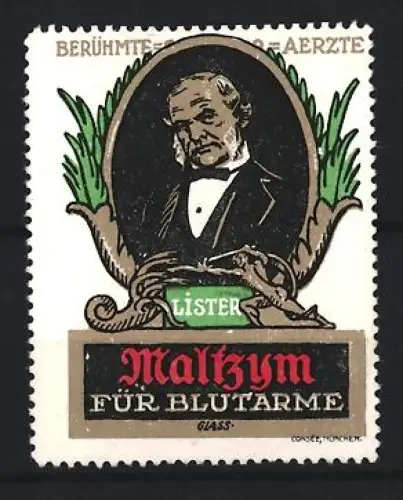 BERÜHMTE= =AERZTE
LISTER
Maltzym
FÜR BLUTARME
GLASS.
CONSÉE, MÜNCHEN.